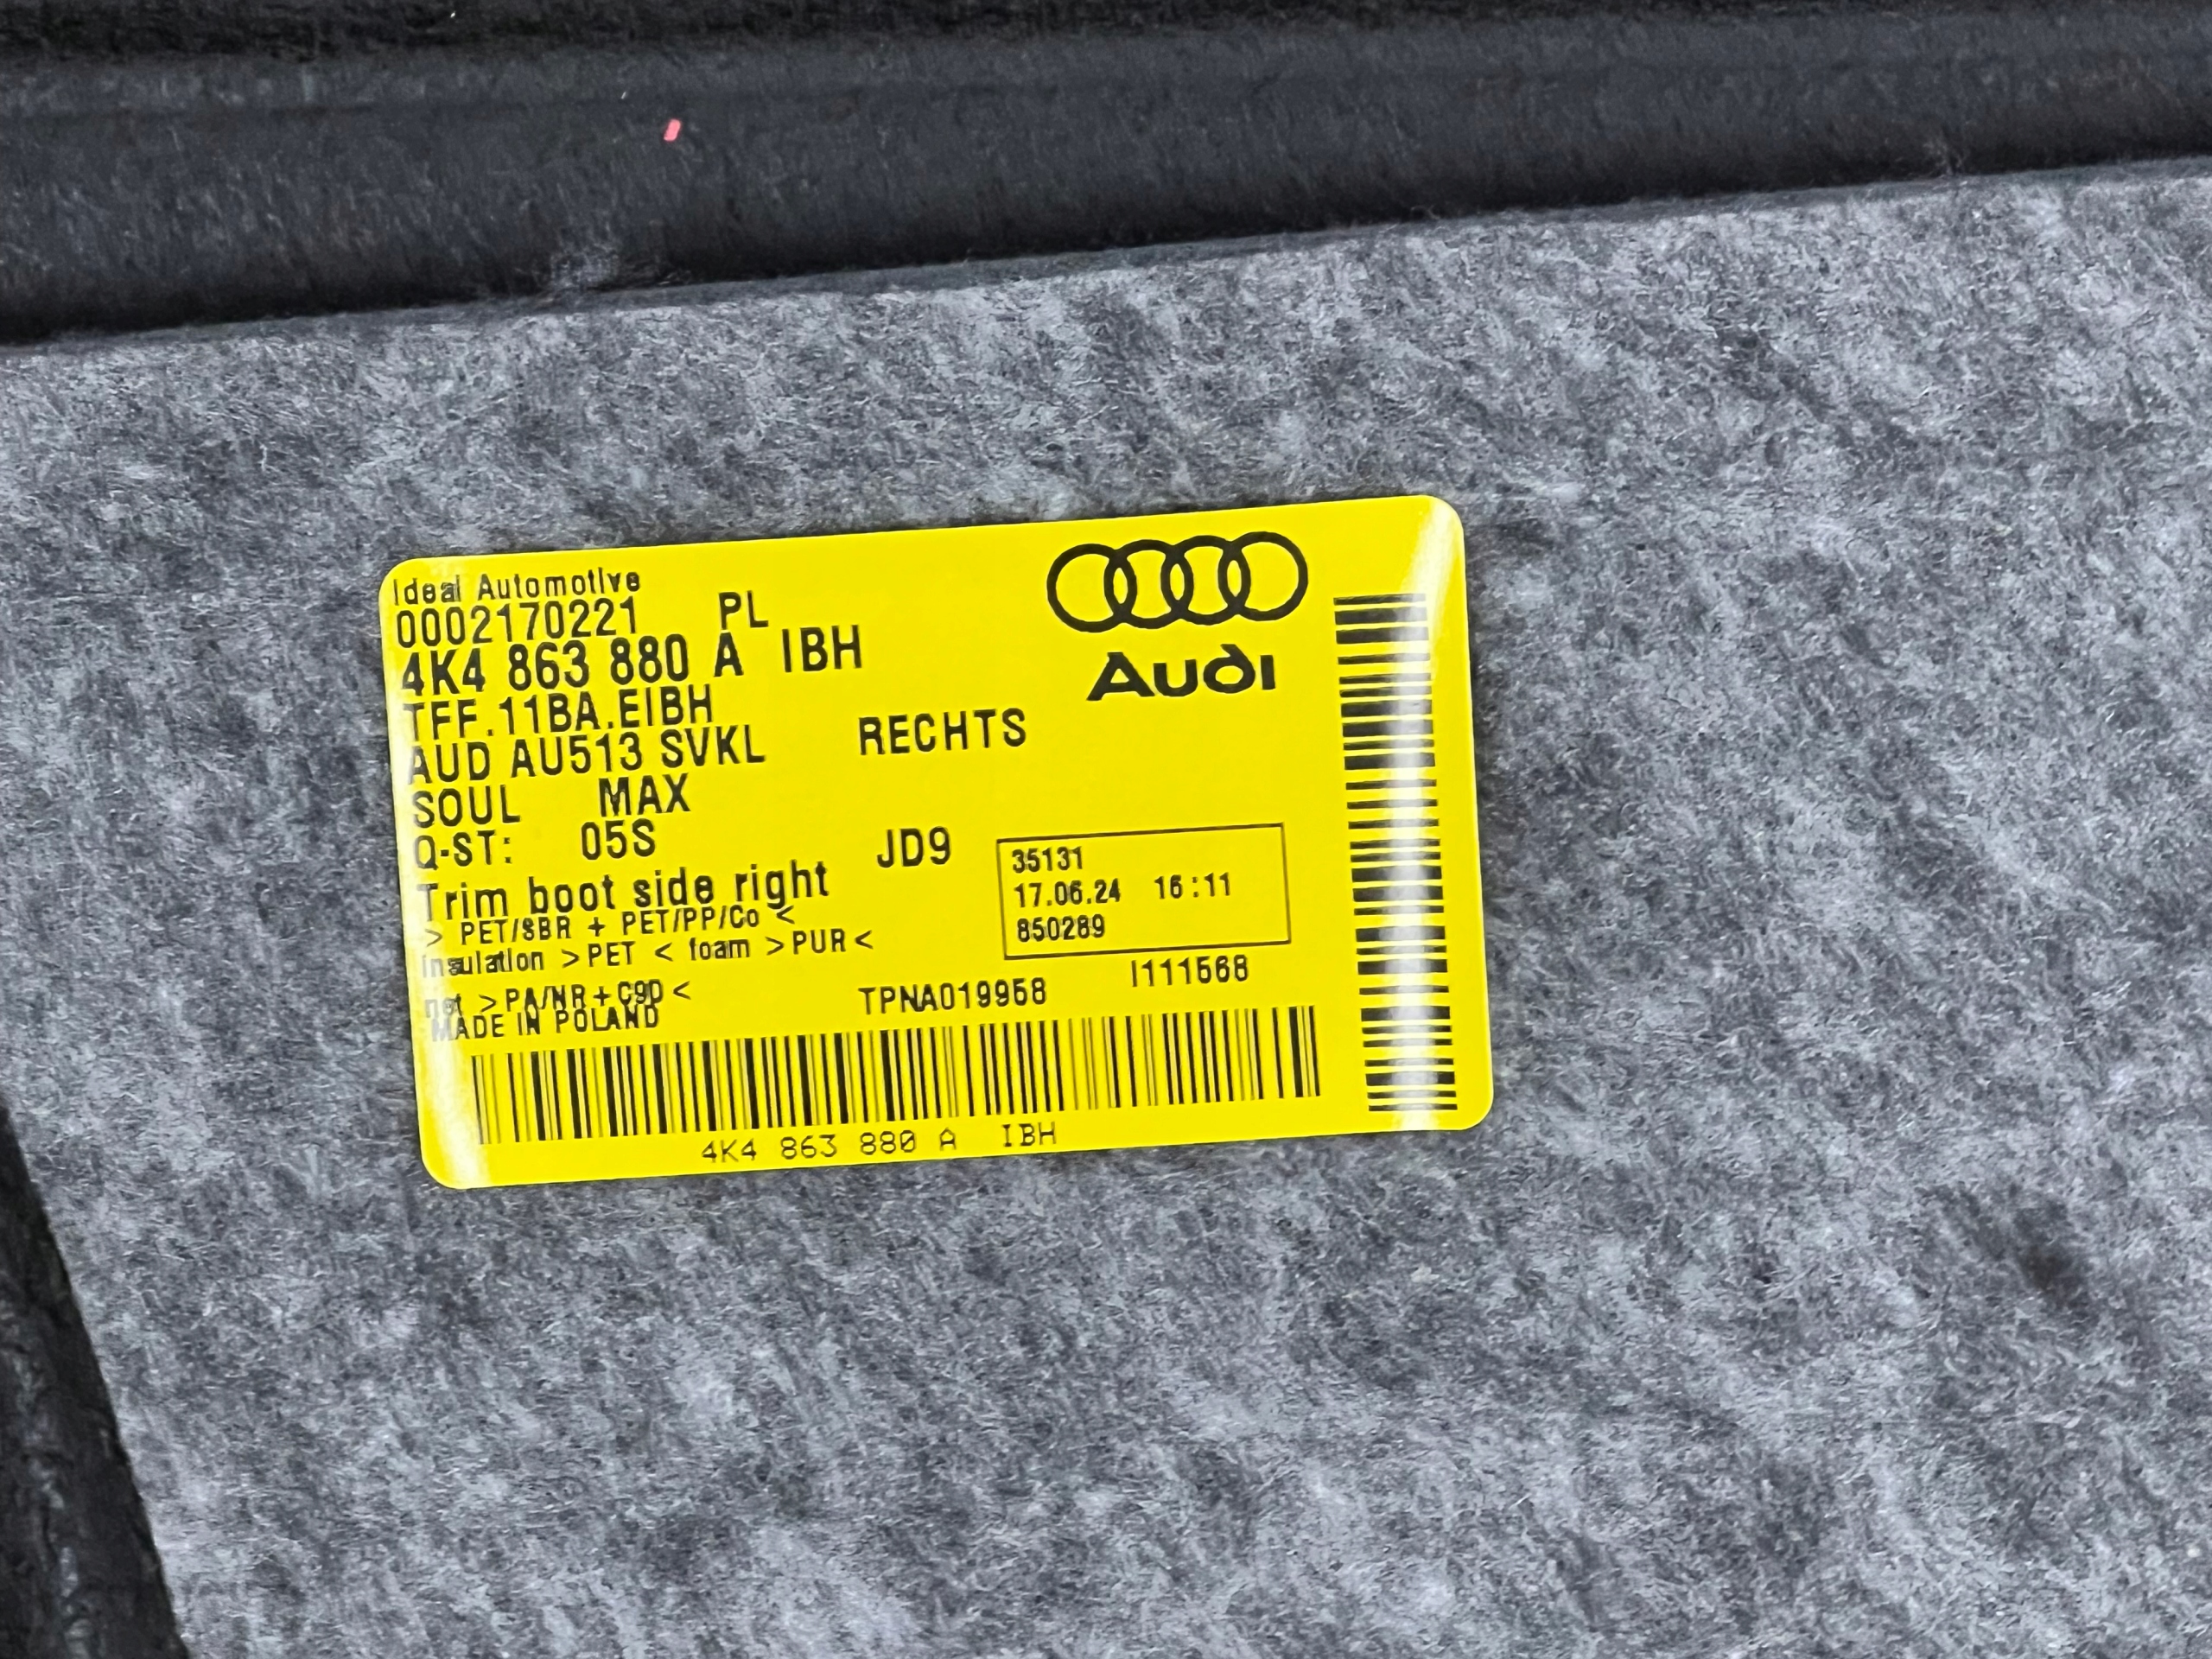 Ideal Automotive
0002170221 PL
4K4 863 880 A IBH
TFF.11BA.EIBH
AUD AU513 SVKL RECHTS
SOUL MAX
Q-ST: 05S JD9
Trim boot side right
> PET/SBR + PET/PP/Co <
Insulation >PET < foam >PUR<
net >PA/NR+C90<
MADE IN POLAND
Audi
35131
17.06.24 16:11
850289
TPNA019958 I111568
4K4 863 880 A IBH